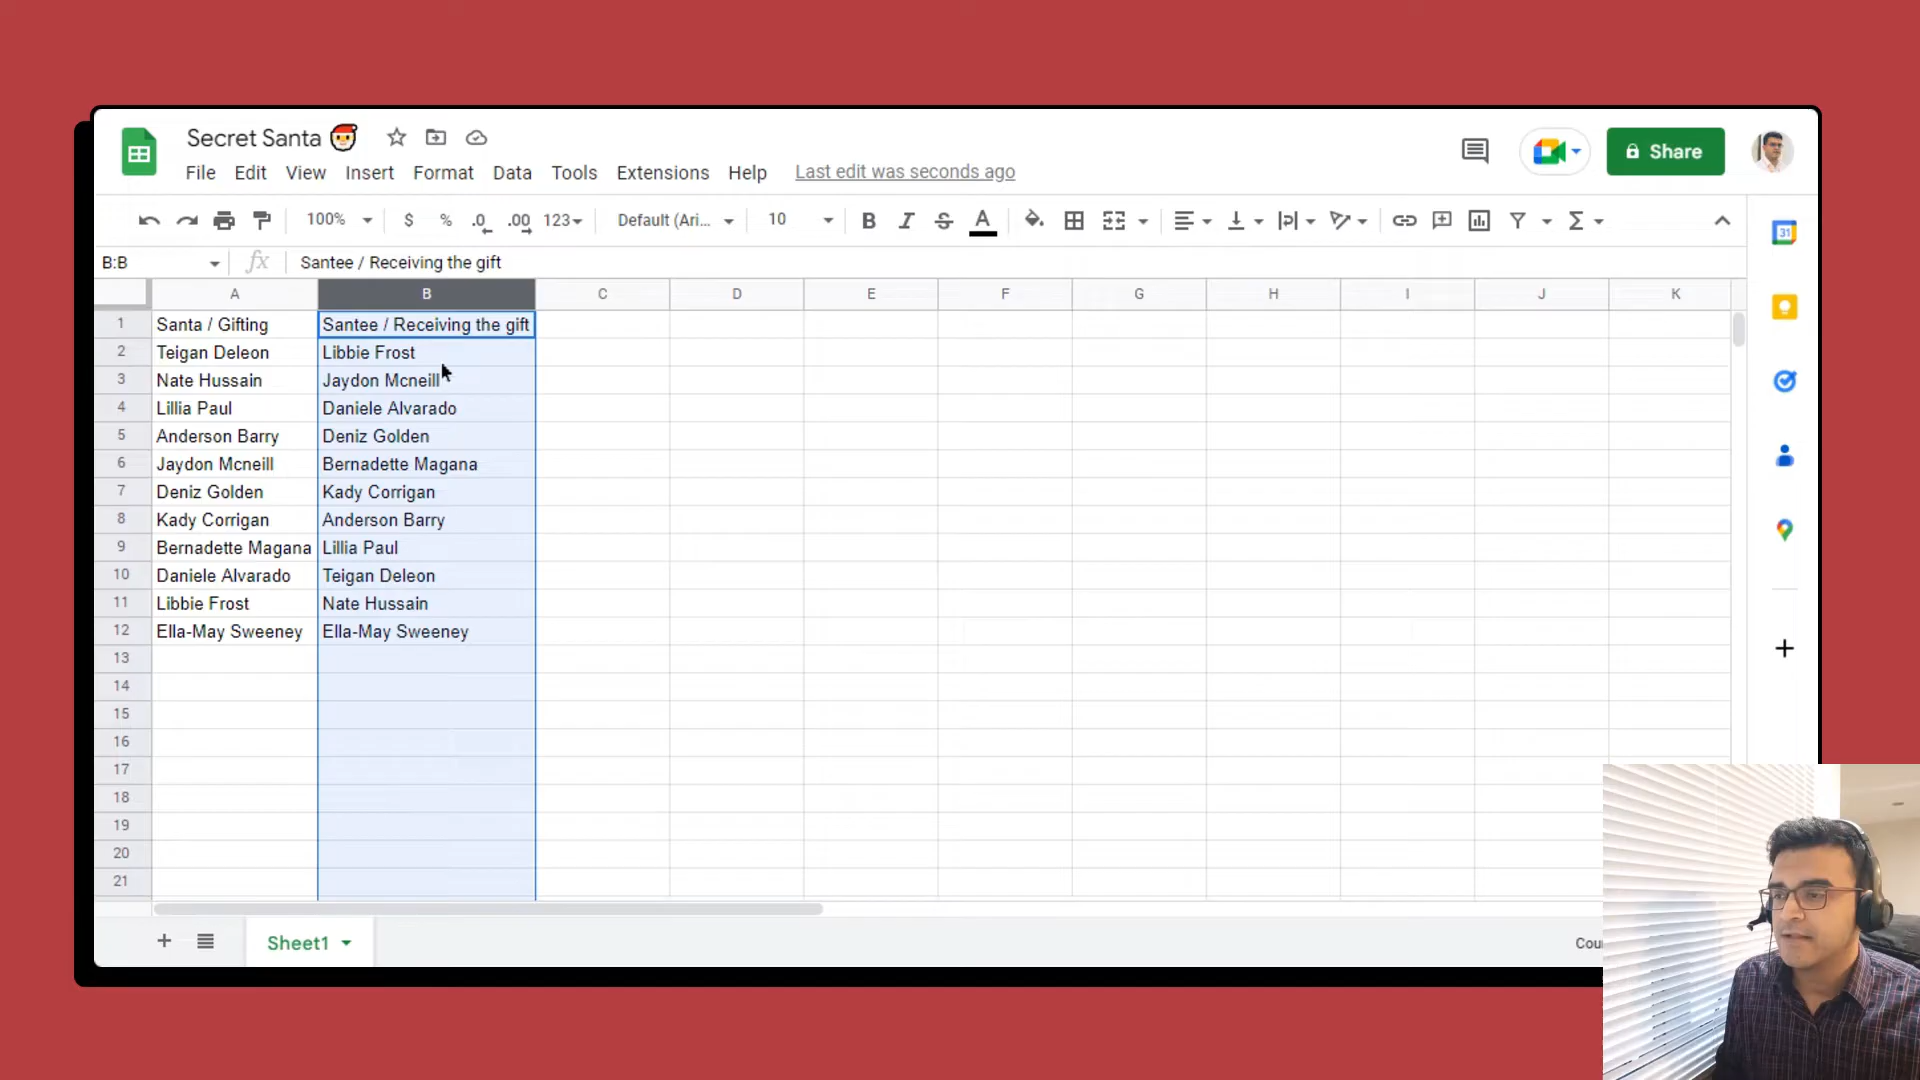 Secret Santa
File Edit View Insert Format Data Tools Extensions Help Last edit was seconds ago
Share
100% $ % .0 .00 123 Default (Ari... 10 B I S A
31
B:B fx Santee / Receiving the gift
A B C D E F G H I J K
1 Santa / Gifting Santee / Receiving the gift
2 Teigan Deleon Libbie Frost
3 Nate Hussain Jaydon Mcneill
4 Lillia Paul Daniele Alvarado
5 Anderson Barry Deniz Golden
6 Jaydon Mcneill Bernadette Magana
7 Deniz Golden Kady Corrigan
8 Kady Corrigan Anderson Barry
9 Bernadette Magana Lillia Paul
10 Daniele Alvarado Teigan Deleon
11 Libbie Frost Nate Hussain
12 Ella-May Sweeney Ella-May Sweeney
13
14
15
16
17
18
19
20
21
Sheet1